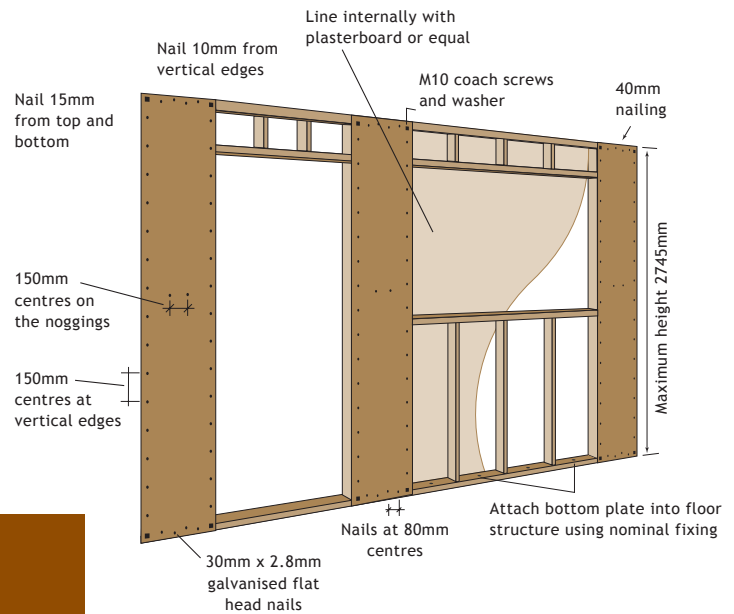 Line internally with
plasterboard or equal
Nail 10mm from
vertical edges
M10 coach screws
and washer
40mm
nailing
Nail 15mm
from top and
bottom
150mm
centres on
the noggings
Maximum height 2745mm
150mm
centres at
vertical edges
Attach bottom plate into floor
structure using nominal fixing
Nails at 80mm
centres
30mm x 2.8mm
galvanised flat
head nails